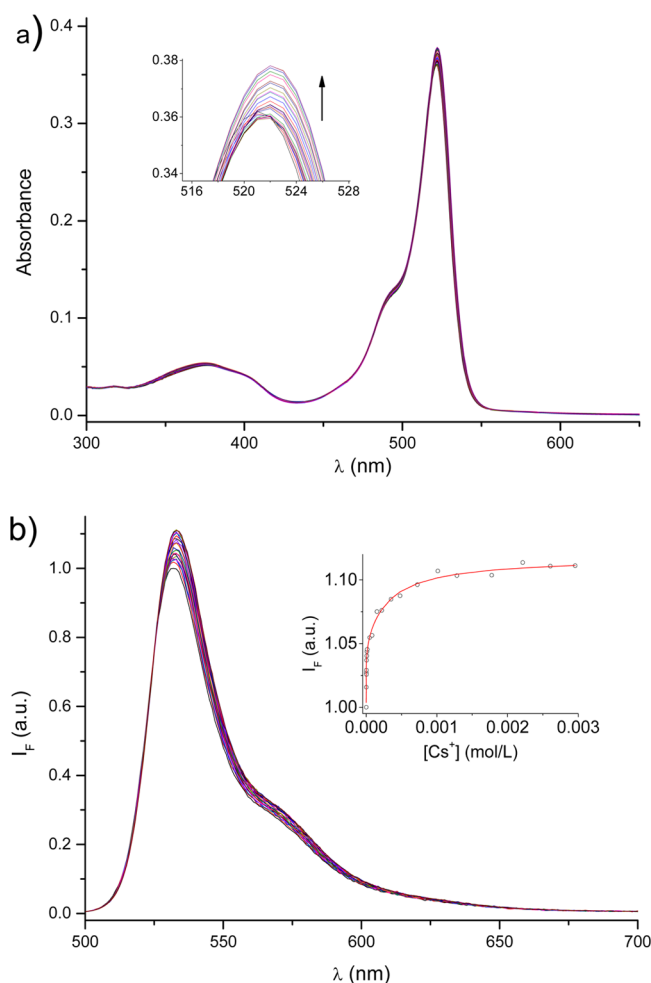 a)
0.4
0.3
0.2
0.1
0.0
Absorbance
0.38
0.36
0.34
516 520 524 528
300 400 500 600
λ (nm)
b)
1.0
0.8
0.6
0.4
0.2
0.0
I_F (a.u.)
1.10
1.05
1.00
I_F (a.u.)
0.000 0.001 0.002 0.003
[Cs⁺] (mol/L)
500 550 600 650 700
λ (nm)